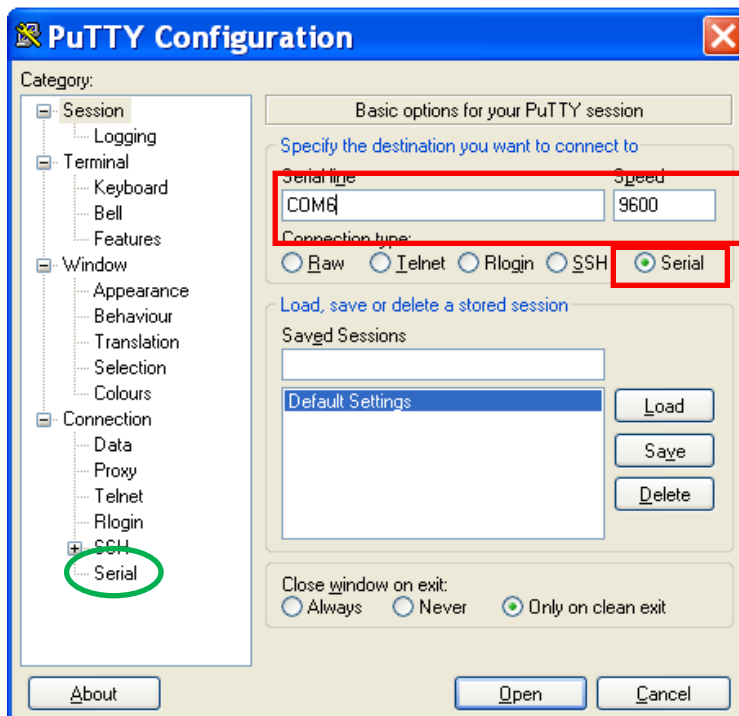 PuTTY Configuration
Category:
Session
Logging
Terminal
Keyboard
Bell
Features
Window
Appearance
Behaviour
Translation
Selection
Colours
Connection
Data
Proxy
Telnet
Rlogin
SSH
Serial
Basic options for your PuTTY session
Specify the destination you want to connect to
Serial line Speed
COM6 9600
Connection type:
Raw Telnet Rlogin SSH Serial
Load, save or delete a stored session
Saved Sessions
Default Settings
Load
Save
Delete
Close window on exit:
Always Never Only on clean exit
About Open Cancel